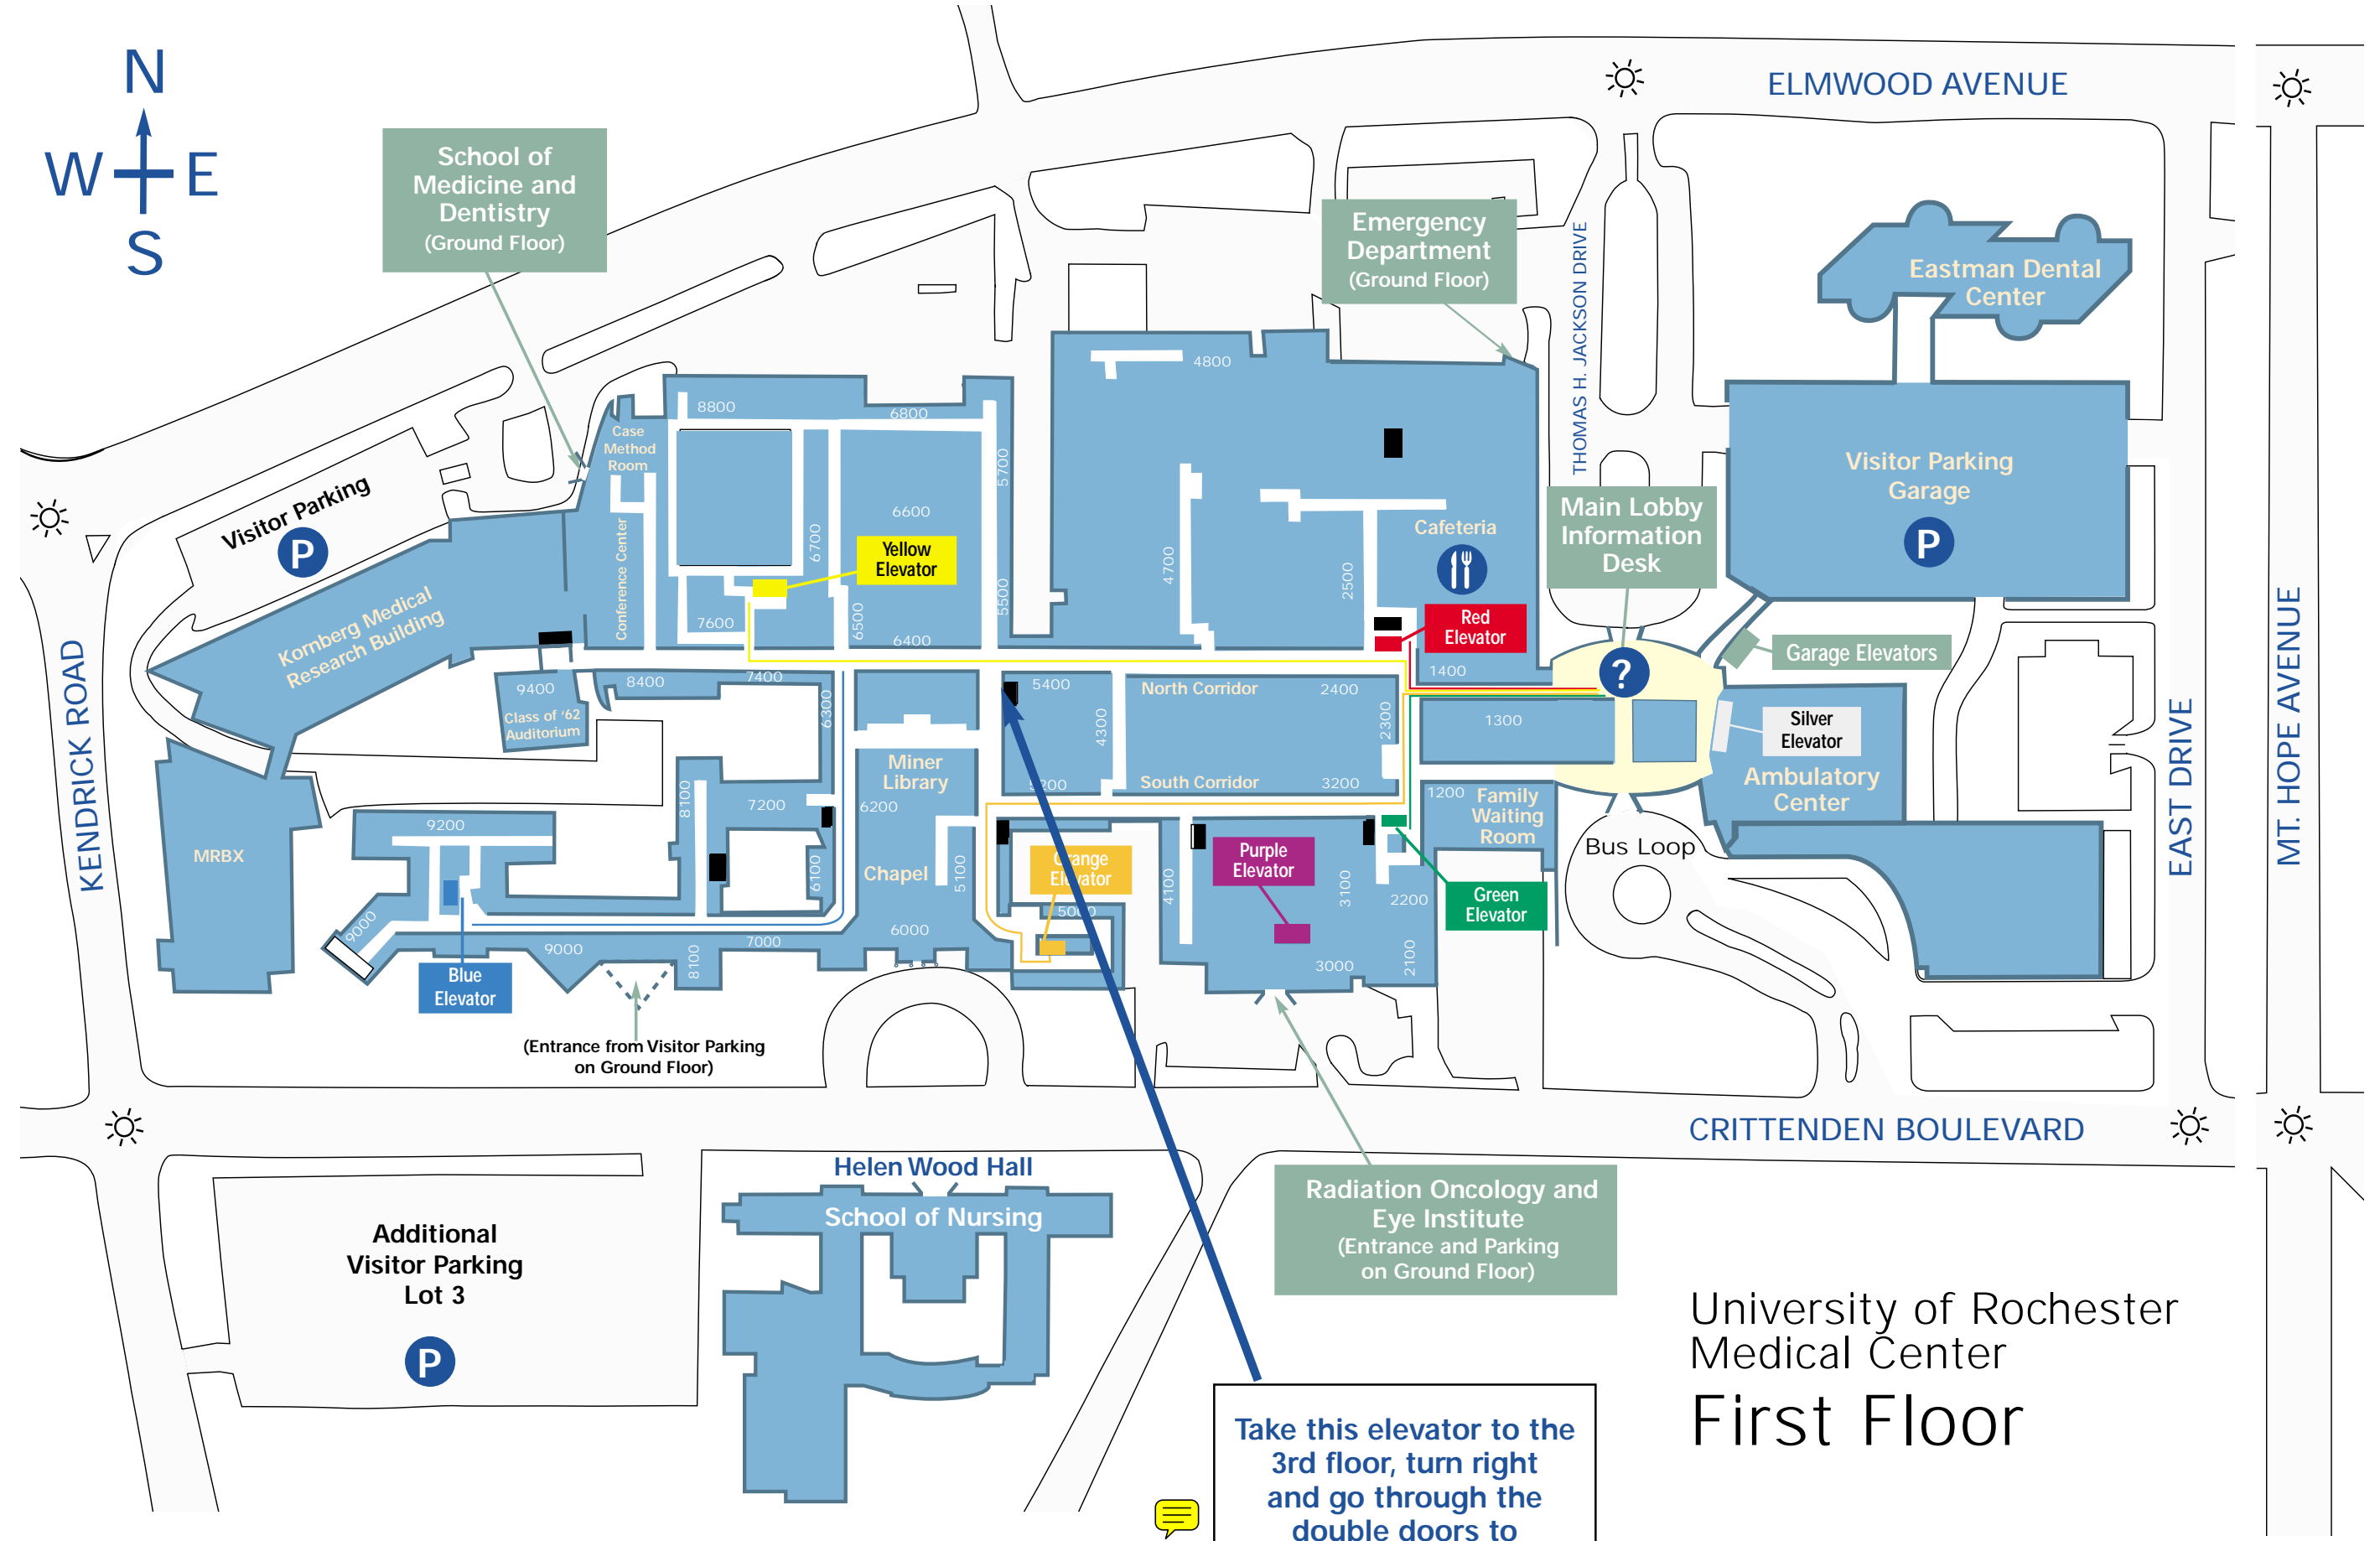 N
W E
S
ELMWOOD AVENUE
School of
Medicine and
Dentistry
(Ground Floor)
Emergency
Department
(Ground Floor)
THOMAS H. JACKSON DRIVE
Eastman Dental
Center
4800
8800
6800
Case
Method
Room
5700
Visitor Parking
Garage
P
Visitor Parking
P
6600
6700
Cafeteria
Main Lobby
Information
Desk
Yellow
Elevator
4700
2500
Conference Center
5500
6500
7600
6400
Red
Elevator
Kornberg Medical
Research Building
KENDRICK ROAD
MT. HOPE AVENUE
EAST DRIVE
Garage Elevators
?
1400
9400
8400
7400
6300
5400
North Corridor
2400
Class of ‘62
Auditorium
4300
2300
1300
Silver
Elevator
Miner
Library
5200
South Corridor
3200
Ambulatory
Center
8100
7200
6200
1200
Family
Waiting
Room
9200
MRBX
Bus Loop
Chapel
5100
6100
Orange
Elevator
4100
Purple
Elevator
3100
2200
Green
Elevator
9000
5000
6000
7000
9000
8100
3000
2100
Blue
Elevator
(Entrance from Visitor Parking
on Ground Floor)
CRITTENDEN BOULEVARD
Helen Wood Hall
School of Nursing
Radiation Oncology and
Eye Institute
(Entrance and Parking
on Ground Floor)
Additional
Visitor Parking
Lot 3
P
University of Rochester
Medical Center
First Floor
Take this elevator to the
3rd floor, turn right
and go through the
double doors to